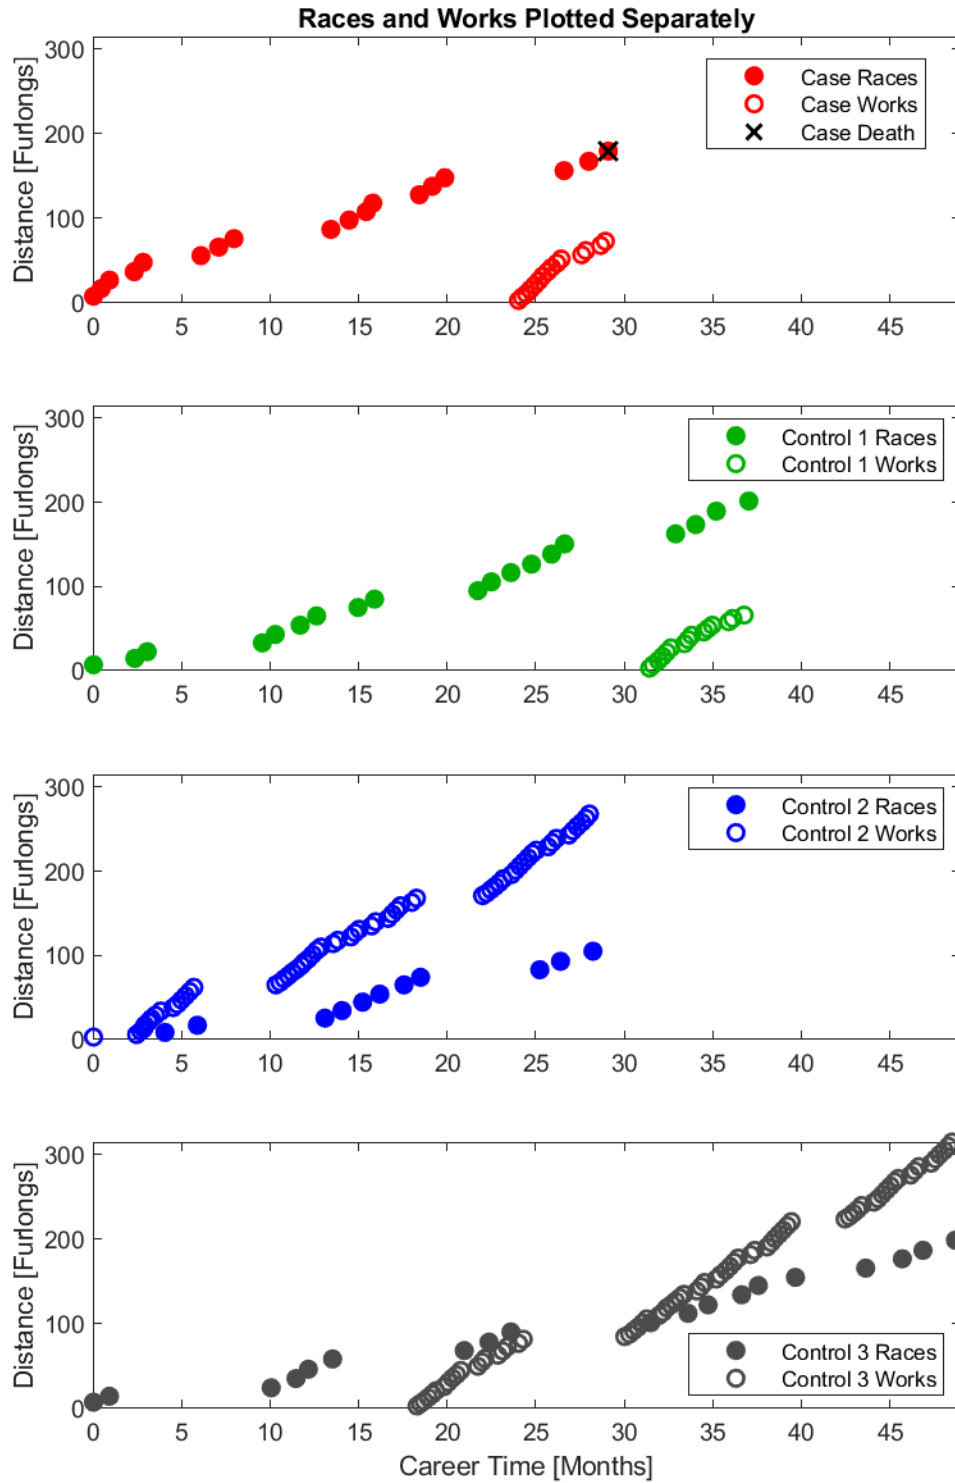 Races and Works Plotted Separately
Distance [Furlongs]
300
200
100
0
0 5 10 15 20 25 30 35 40 45
Case Races
Case Works
Case Death
Distance [Furlongs]
300
200
100
0
0 5 10 15 20 25 30 35 40 45
Control 1 Races
Control 1 Works
Distance [Furlongs]
300
200
100
0
0 5 10 15 20 25 30 35 40 45
Control 2 Races
Control 2 Works
Distance [Furlongs]
300
200
100
0
0 5 10 15 20 25 30 35 40 45
Control 3 Races
Control 3 Works
Career Time [Months]